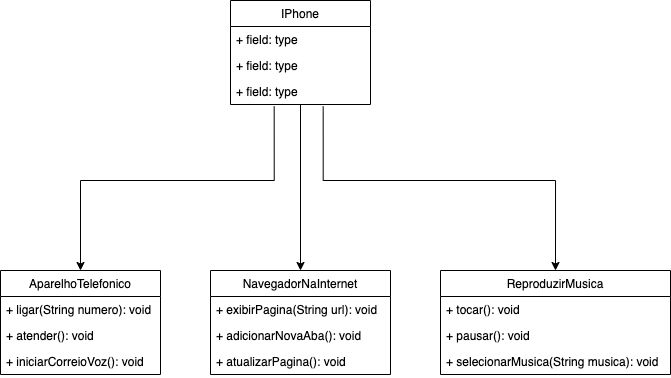 IPhone
+ field: type
+ field: type
+ field: type
AparelhoTelefonico
+ ligar(String numero): void
+ atender(): void
+ iniciarCorreioVoz(): void
NavegadorNaInternet
+ exibirPagina(String url): void
+ adicionarNovaAba(): void
+ atualizarPagina(): void
ReproduzirMusica
+ tocar(): void
+ pausar(): void
+ selecionarMusica(String musica): void